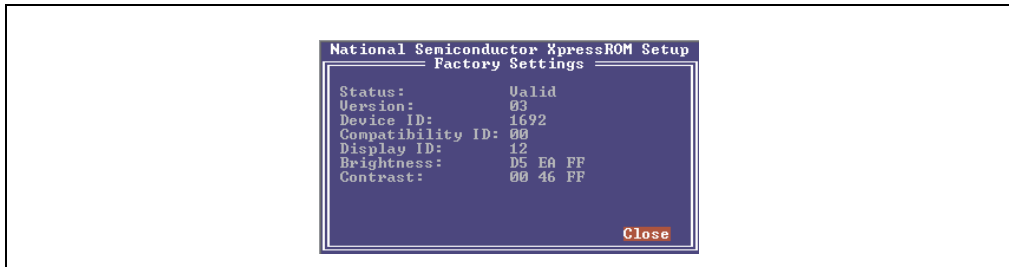 National Semiconductor XpressROM Setup
Factory Settings
Status: Valid
Version: 03
Device ID: 1692
Compatibility ID: 00
Display ID: 12
Brightness: D5 EA FF
Contrast: 00 46 FF
Close